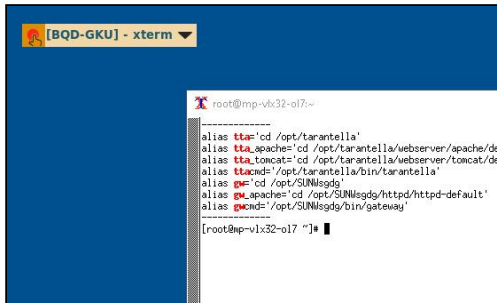 [BQD-GKU] - xterm
root@mp-vlx32-ol7:~
-------------
alias tta='cd /opt/tarantella'
alias tta_apache='cd /opt/tarantella/webserver/apache/de
alias tta_tomcat='cd /opt/tarantella/webserver/tomcat/de
alias ttacmd='/opt/tarantella/bin/tarantella'
alias gw='cd /opt/SUNWsgdg'
alias gw_apache='cd /opt/SUNWsgdg/httpd/httpd-default'
alias gwcmd='/opt/SUNWsgdg/bin/gateway'
-------------
[root@mp-vlx32-ol7 ~]#